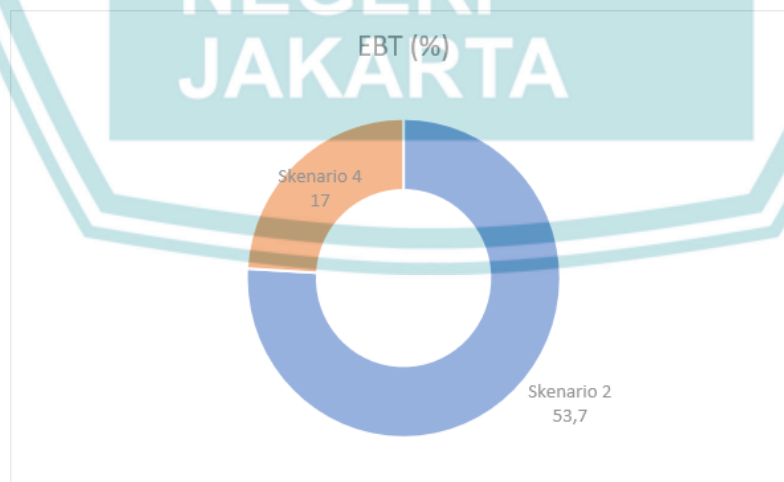 NEGERI
JAKARTA
EBT (%)
Skenario 4
17
Skenario 2
53,7